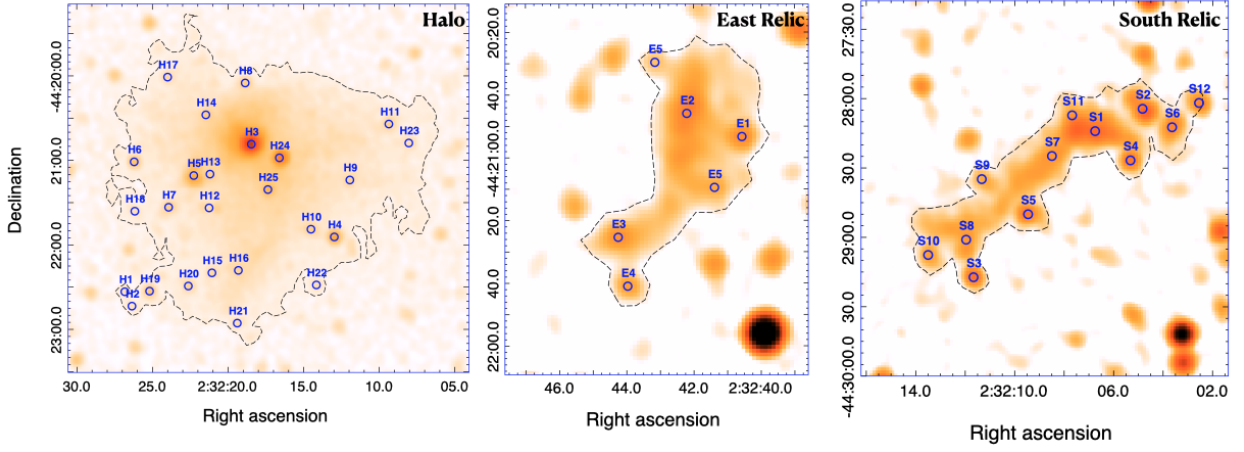 Halo
East Relic
South Relic
Declination
44:20:00.0
21:00.0
22:00.0
23:00.0
30.0
25.0
2:32:20.0
15.0
10.0
05.0
Right ascension
H17
H8
H14
H11
H3
H23
H24
H6
H5
H13
H9
H25
H18
H7
H12
H10
H4
H15
H16
H1
H19
H20
H22
H2
H21
20:20.0
40.0
44:21:00.0
20.0
40.0
22:00.0
46.0
44.0
42.0
2:32:40.0
Right ascension
E5
E2
E1
E5
E3
E4
27:30.0
28:00.0
30.0
29:00.0
30.0
-44:30:00.0
14.0
2:32:10.0
06.0
02.0
Right ascension
S12
S2
S11
S1
S6
S7
S4
S9
S5
S8
S10
S3